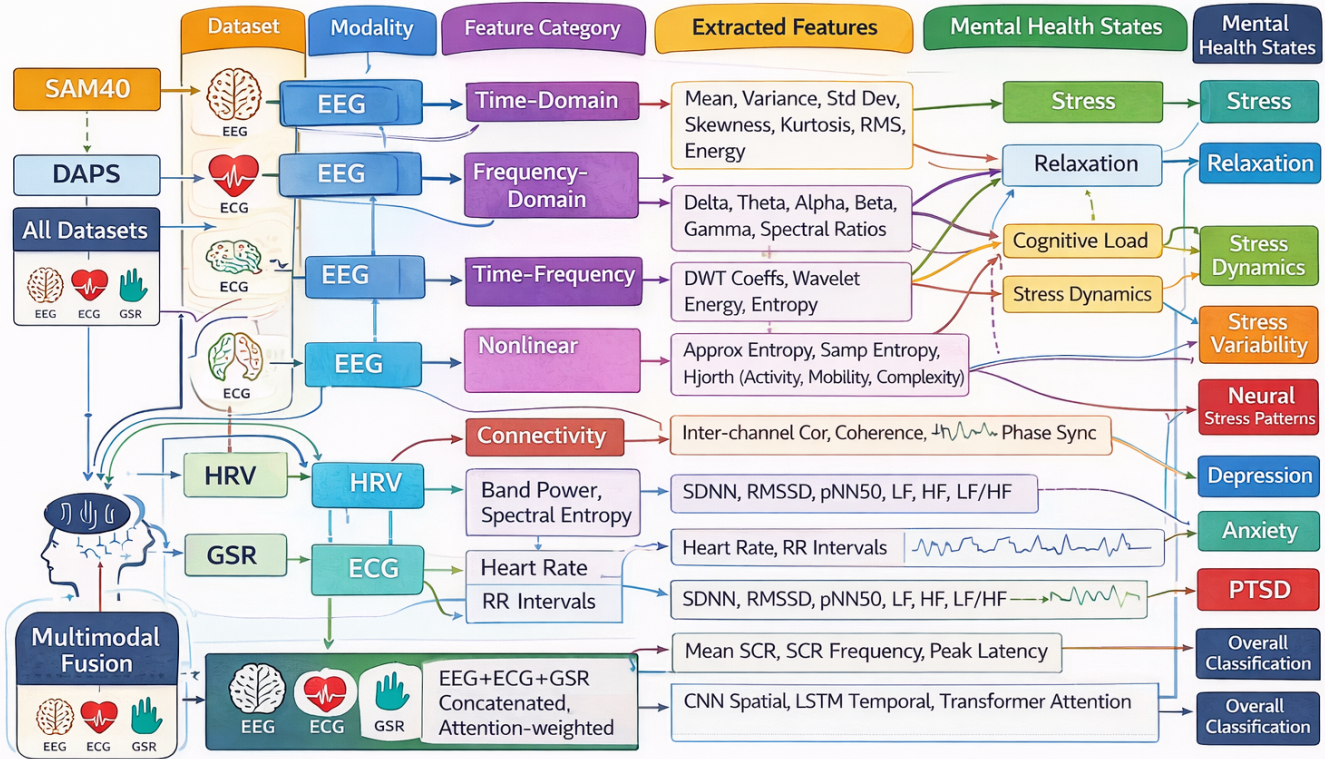 Dataset
Modality
Feature Category
Extracted Features
Mental Health States
Mental
Health States
SAM40
EEG
EEG
Time-Domain
Mean, Variance, Std Dev,
Skewness, Kurtosis, RMS,
Energy
Stress
Stress
DAPS
ECG
EEG
Frequency-
Domain
Relaxation
Relaxation
All Datasets
EEG
ECG
GSR
Delta, Theta, Alpha, Beta,
Gamma, Spectral Ratios
Cognitive Load
Stress
Dynamics
ECG
EEG
Time-Frequency
DWT Coeffs, Wavelet
Energy, Entropy
Stress Dynamics
Stress
Variability
ECG
EEG
Nonlinear
Approx Entropy, Samp Entropy,
Hjorth (Activity, Mobility, Complexity)
Neural
Stress Patterns
Connectivity
Inter-channel Cor, Coherence, Phase Sync
HRV
HRV
Band Power,
Spectral Entropy
SDNN, RMSSD, pNN50, LF, HF, LF/HF
Depression
GSR
ECG
Heart Rate
RR Intervals
Heart Rate, RR Intervals
Anxiety
SDNN, RMSSD, pNN50, LF, HF, LF/HF
PTSD
Multimodal
Fusion
EEG
ECG
GSR
EEG
ECG
GSR
EEG+ECG+GSR
Concatenated,
Attention-weighted
Mean SCR, SCR Frequency, Peak Latency
Overall
Classification
CNN Spatial, LSTM Temporal, Transformer Attention
Overall
Classification